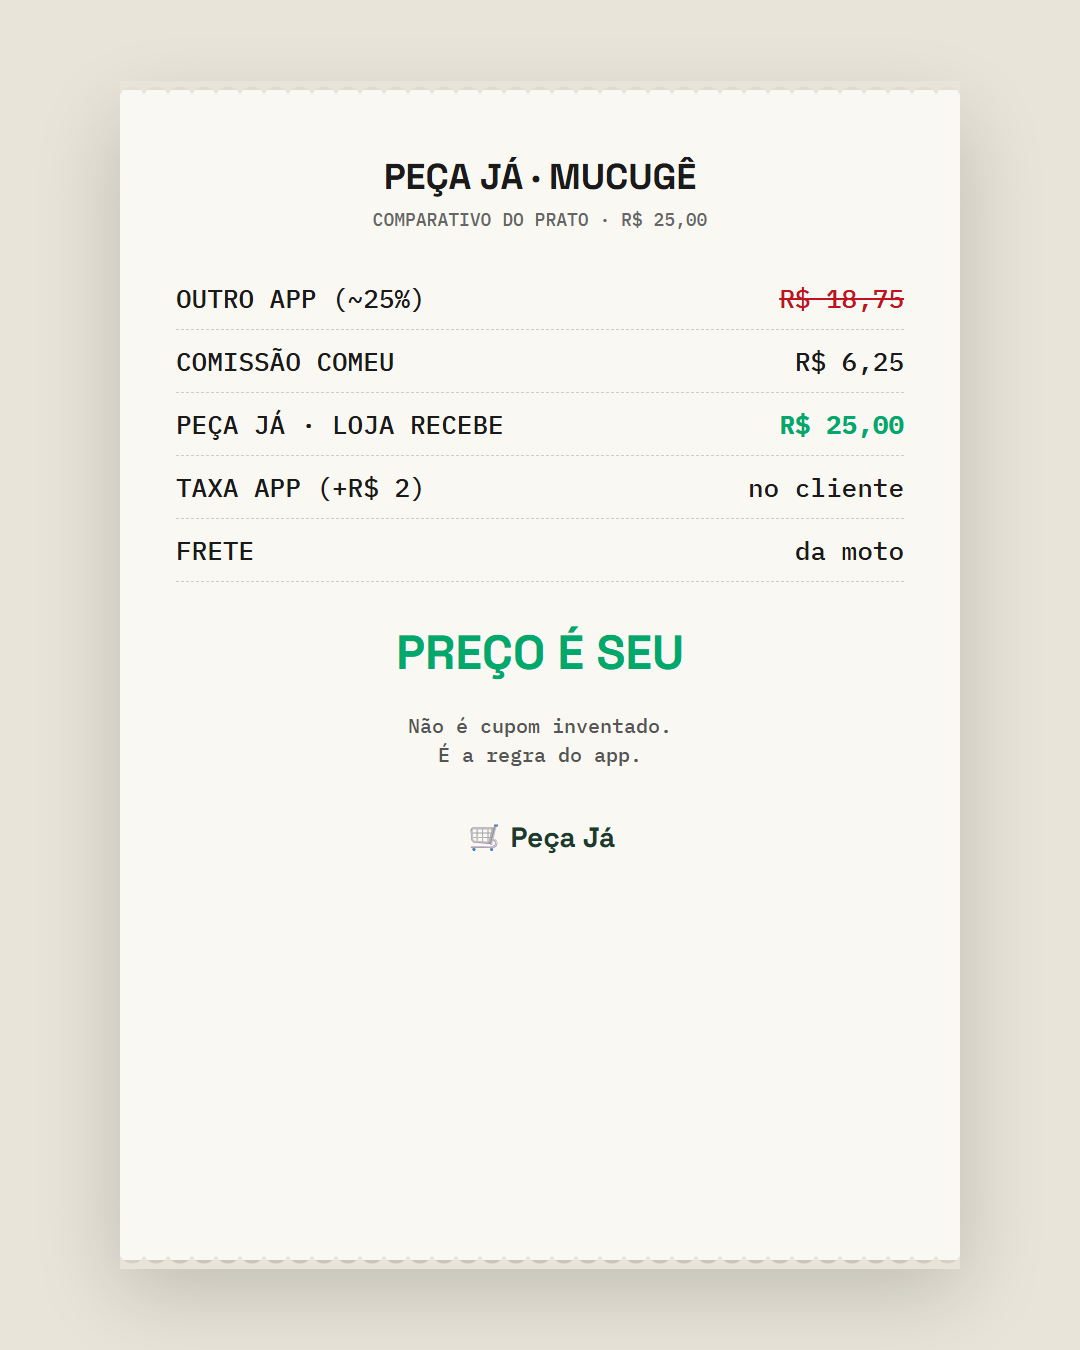 PEÇA JÁ · MUCUGÊ
COMPARATIVO DO PRATO · R$ 25,00
OUTRO APP (~25%) R$ 18,75
COMISSÃO COMEU R$ 6,25
PEÇA JÁ · LOJA RECEBE R$ 25,00
TAXA APP (+R$ 2) no cliente
FRETE da moto
PREÇO É SEU
Não é cupom inventado.
É a regra do app.
🛒 Peça Já